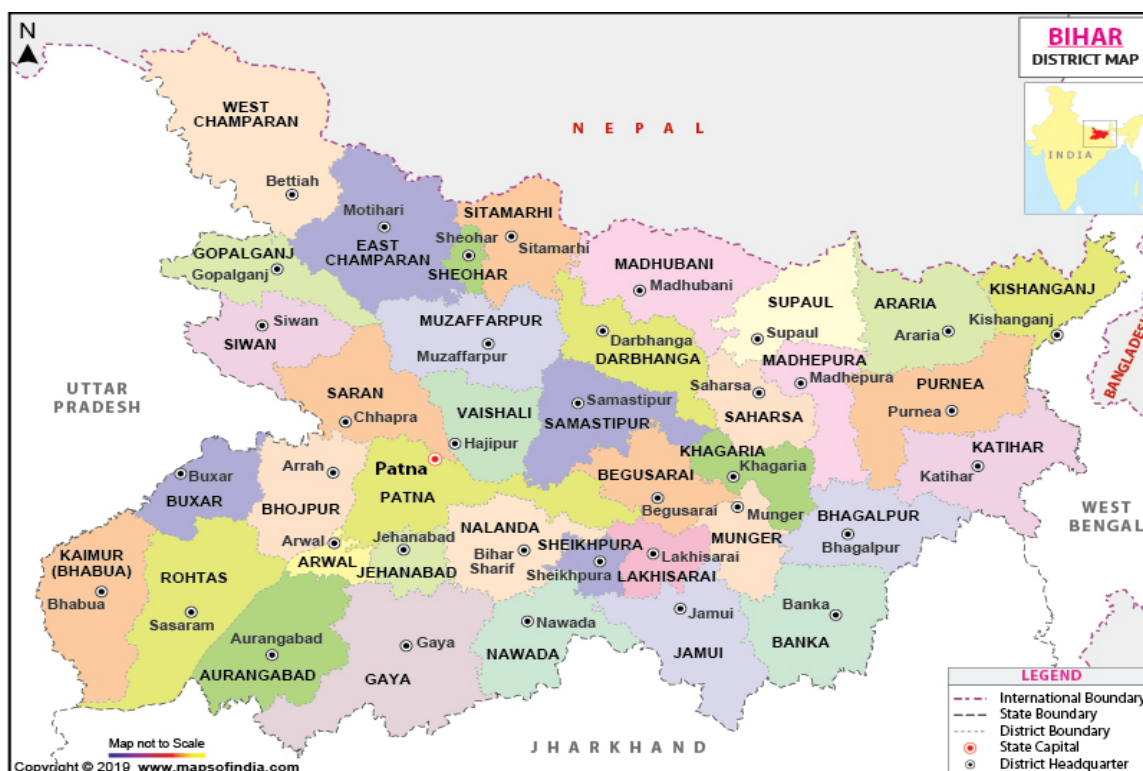 N
BIHAR
DISTRICT MAP
INDIA
NEPAL
WEST
CHAMPARAN
Bettiah
Motihari
EAST
CHAMPARAN
SITAMARHI
Sitamarhi
Sheohar
SHEOHAR
GOPALGANJ
Gopalganj
MADHUBANI
Madhubani
SUPAUL
Supaul
ARARIA
Araria
KISHANGANJ
Kishanganj
BANGLADESH
Siwan
SIWAN
MUZAFFARPUR
Muzaffarpur
Darbhanga
DARBHANGA
MADHEPURA
Madhepura
PURNEA
Purnea
UTTAR
PRADESH
SARAN
Chhapra
VAISHALI
Hajipur
Samastipur
SAMASTIPUR
Saharsa
SAHARSA
KATIHAR
Katihar
KHAGARIA
Khagaria
Buxar
BUXAR
Arrah
BHOJPUR
Patna
PATNA
BEGUSARAI
Begusarai
Munger
MUNGER
BHAGALPUR
Bhagalpur
WEST
BENGAL
KAIMUR
(BHABUA)
Bhabua
ROHTAS
Sasaram
Arwal
ARWAL
Jehanabad
JEHANABAD
NALANDA
Bihar
Sharif
SHEIKHPURA
Sheikhpura
Lakhisarai
LAKHISARAI
Aurangabad
AURANGABAD
Gaya
GAYA
Nawada
NAWADA
Jamui
JAMUI
Banka
BANKA
JHARKHAND
LEGEND
International Boundary
State Boundary
District Boundary
State Capital
District Headquarter
Map not to Scale
Copyright © 2019 www.mapsofindia.com